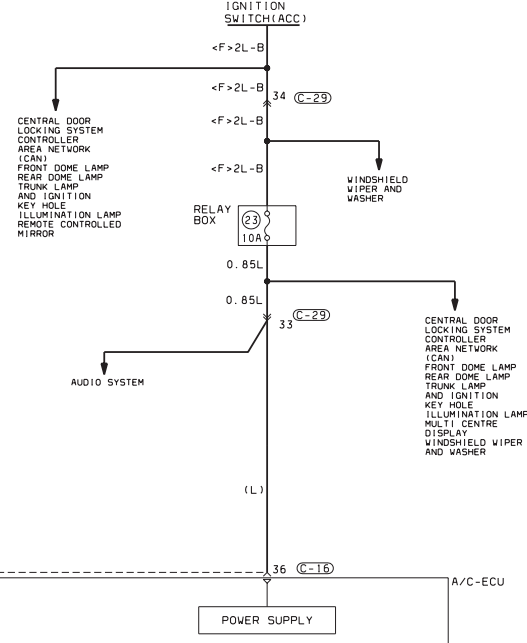 IGNITION
SWITCH(ACC)
<F>2L-B
<F>2L-B
34 C-29
<F>2L-B
CENTRAL DOOR
LOCKING SYSTEM
CONTROLLER
AREA NETWORK
(CAN)
FRONT DOME LAMP
REAR DOME LAMP
TRUNK LAMP
AND IGNITION
KEY HOLE
ILLUMINATION LAMP
REMOTE CONTROLLED
MIRROR
<F>2L-B
WINDSHIELD
WIPER AND
WASHER
RELAY
BOX
23
10A
0.85L
0.85L
33 C-29
CENTRAL DOOR
LOCKING SYSTEM
CONTROLLER
AREA NETWORK
(CAN)
FRONT DOME LAMP
REAR DOME LAMP
TRUNK LAMP
AND IGNITION
KEY HOLE
ILLUMINATION LAMP
MULTI CENTRE
DISPLAY
WINDSHIELD WIPER
AND WASHER
AUDIO SYSTEM
(L)
36 C-16
A/C-ECU
POWER SUPPLY